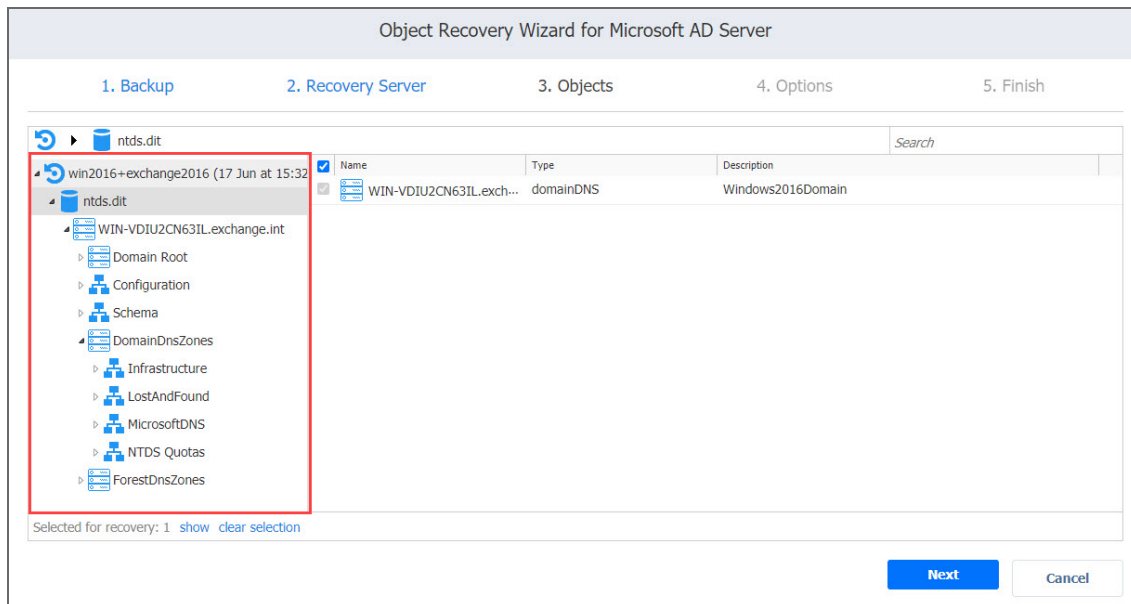 Object Recovery Wizard for Microsoft AD Server
1. Backup 2. Recovery Server 3. Objects 4. Options 5. Finish
ntds.dit Search
win2016+exchange2016 (17 Jun at 15:32
Name Type Description
WIN-VDIU2CN63IL.exch... domainDNS Windows2016Domain
ntds.dit
WIN-VDIU2CN63IL.exchange.int
Domain Root
Configuration
Schema
DomainDnsZones
Infrastructure
LostAndFound
MicrosoftDNS
NTDS Quotas
ForestDnsZones
Selected for recovery: 1 show clear selection
Next Cancel